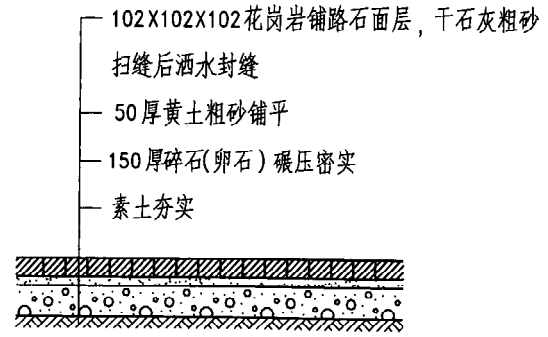 102X102X102花岗岩铺路石面层，干石灰粗砂
扫缝后洒水封缝
50厚黄土粗砂铺平
150厚碎石(卵石)碾压密实
素土夯实